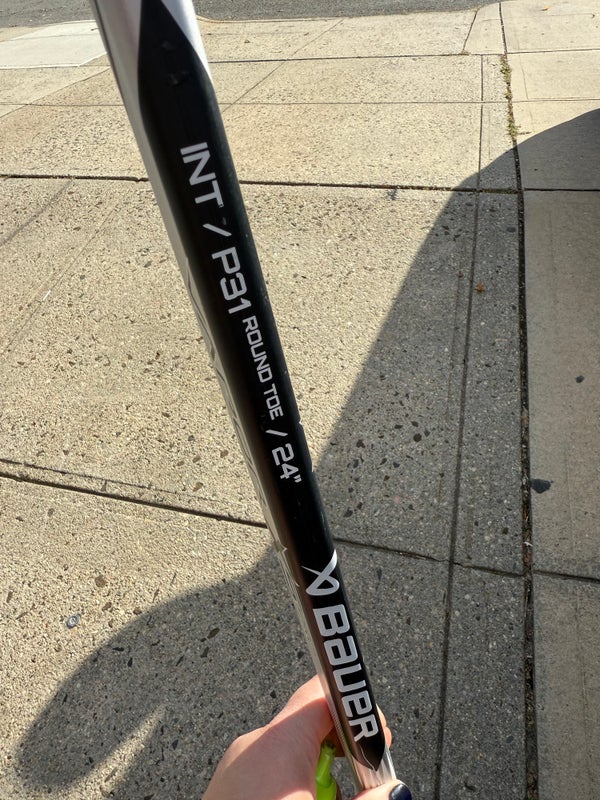 INT / P31 ROUND TOE / 24"
BAUER